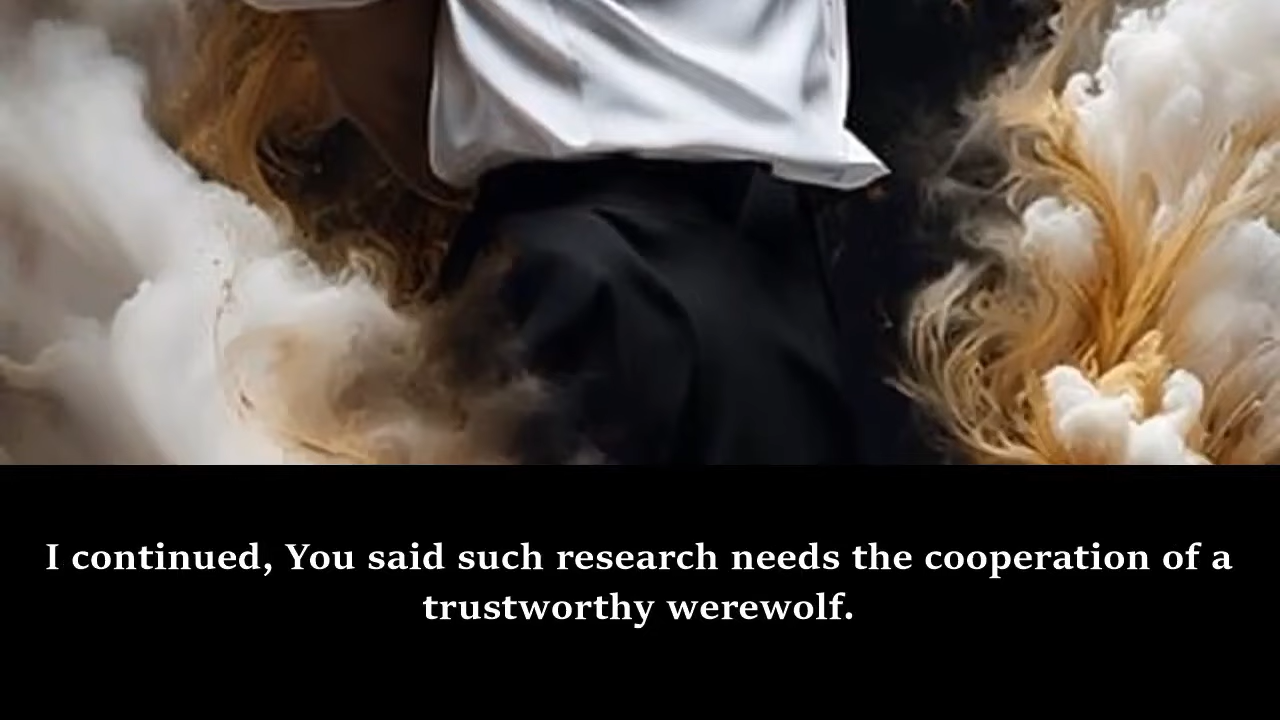 I continued, You said such research needs the cooperation of a
trustworthy werewolf.